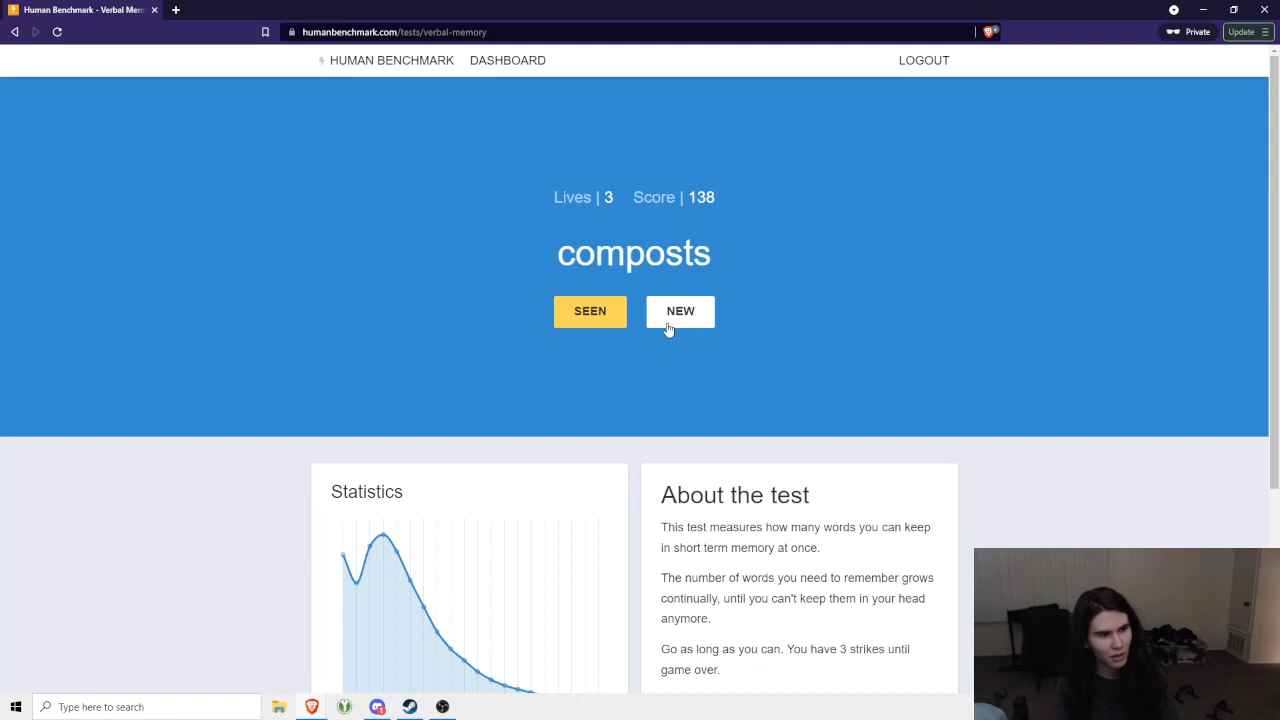 Human Benchmark - Verbal Mem
humanbenchmark.com/tests/verbal-memory
4
Private
Update
HUMAN BENCHMARK
DASHBOARD
LOGOUT
Lives | 3
Score | 138
composts
SEEN
NEW
Statistics
About the test
This test measures how many words you can keep
in short term memory at once.
The number of words you need to remember grows
continually, until you can't keep them in your head
anymore.
Go as long as you can. You have 3 strikes until
game over.
Type here to search